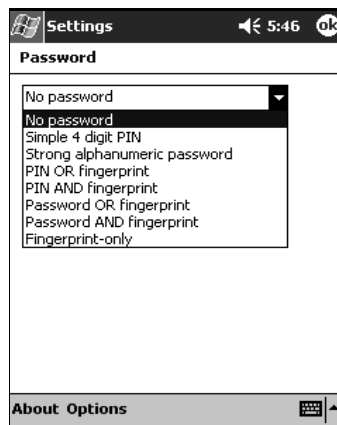 Settings 5:46 ok
Password
No password
No password
Simple 4 digit PIN
Strong alphanumeric password
PIN OR fingerprint
PIN AND fingerprint
Password OR fingerprint
Password AND fingerprint
Fingerprint-only
About Options